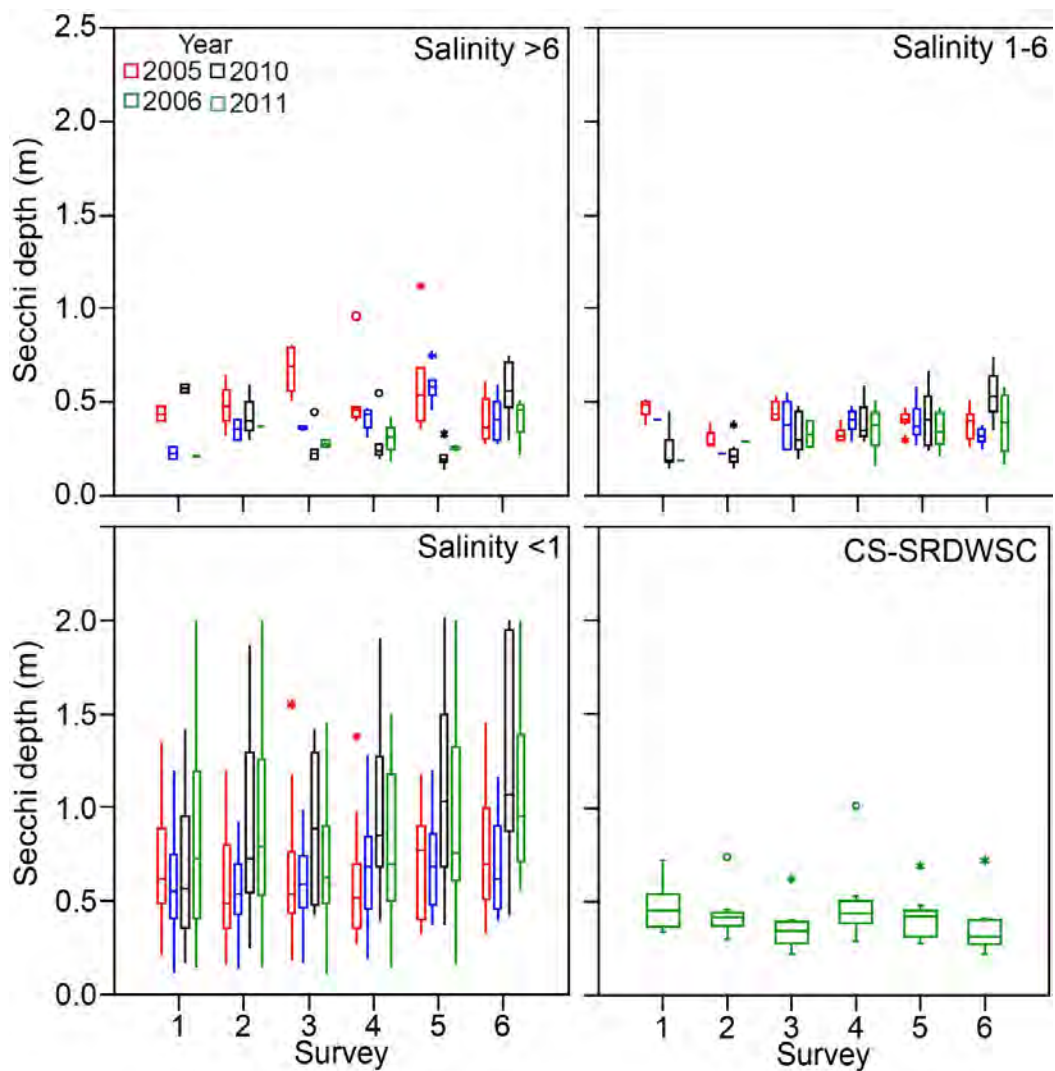 Year
2005 2010
2006 2011
Salinity >6
Salinity 1-6
Secchi depth (m)
2.5
2.0
1.5
1.0
0.5
0.0
Salinity <1
CS-SRDWSC
Secchi depth (m)
2.0
1.5
1.0
0.5
0.0
1 2 3 4 5 6
Survey
1 2 3 4 5 6
Survey